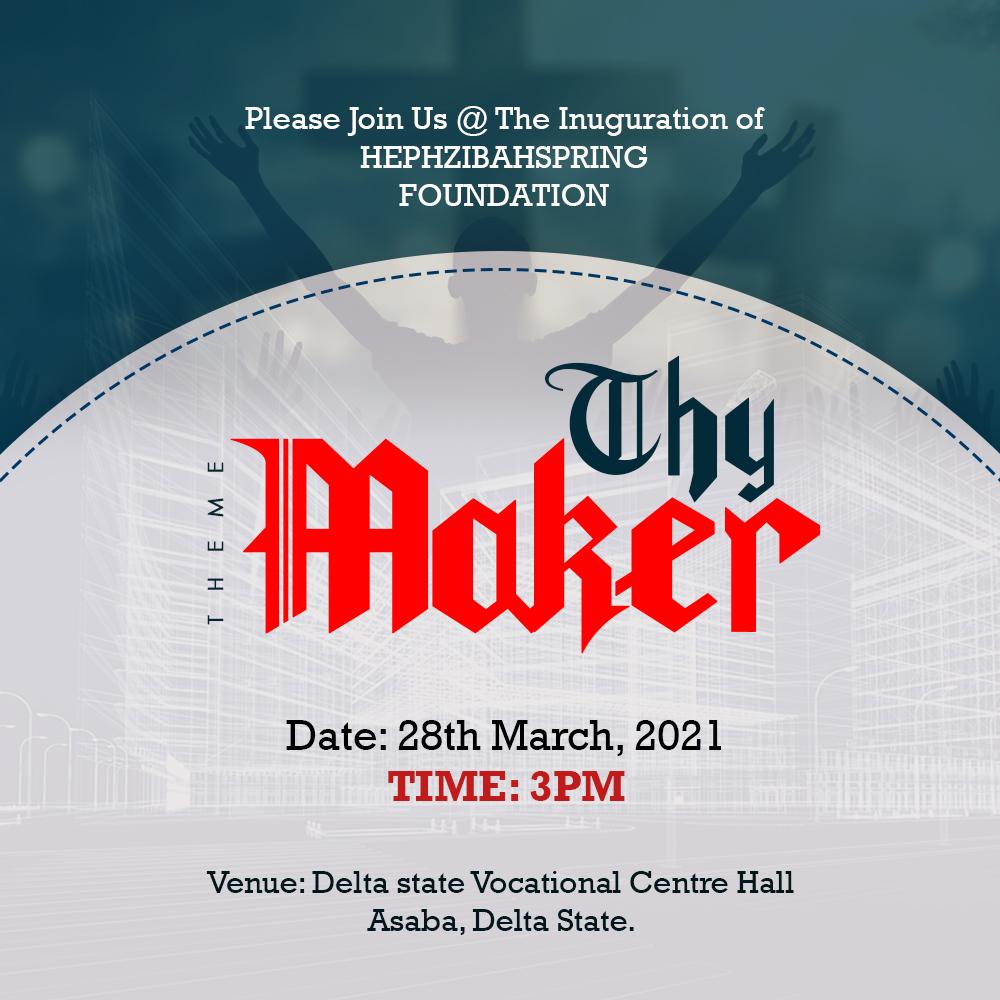 Please Join Us @ The Inuguration of
HEPHZIBAHSPRING
FOUNDATION
THEME
Thy
Maker
Date: 28th March, 2021
TIME: 3PM
Venue: Delta state Vocational Centre Hall
Asaba, Delta State.